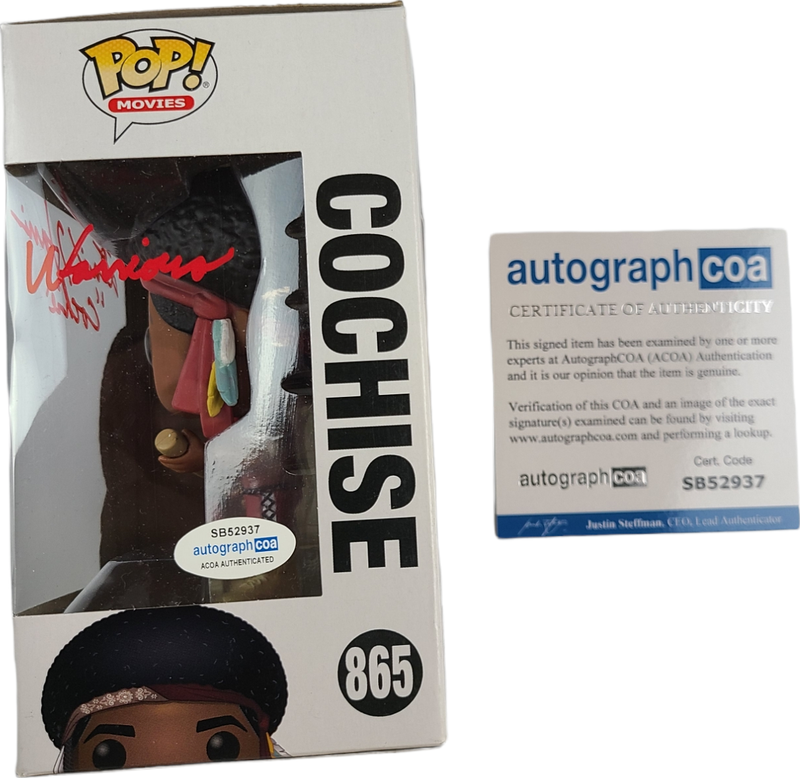 POP!
MOVIES
Warriors
COCHISE
SB52937
autographcoa
ACOA AUTHENTICATED
865
autographcoa
CERTIFICATE OF AUTHENTICITY
This signed item has been examined by one or more
experts at AutographCOA (ACOA) Authentication
and it is our opinion that the item is genuine.
Verification of this COA and an image of the exact
signature(s) examined can be found by visiting
www.autographcoa.com and performing a lookup.
autographcoa
Cert. Code
SB52937
Justin Steffman, CEO, Lead Authenticator